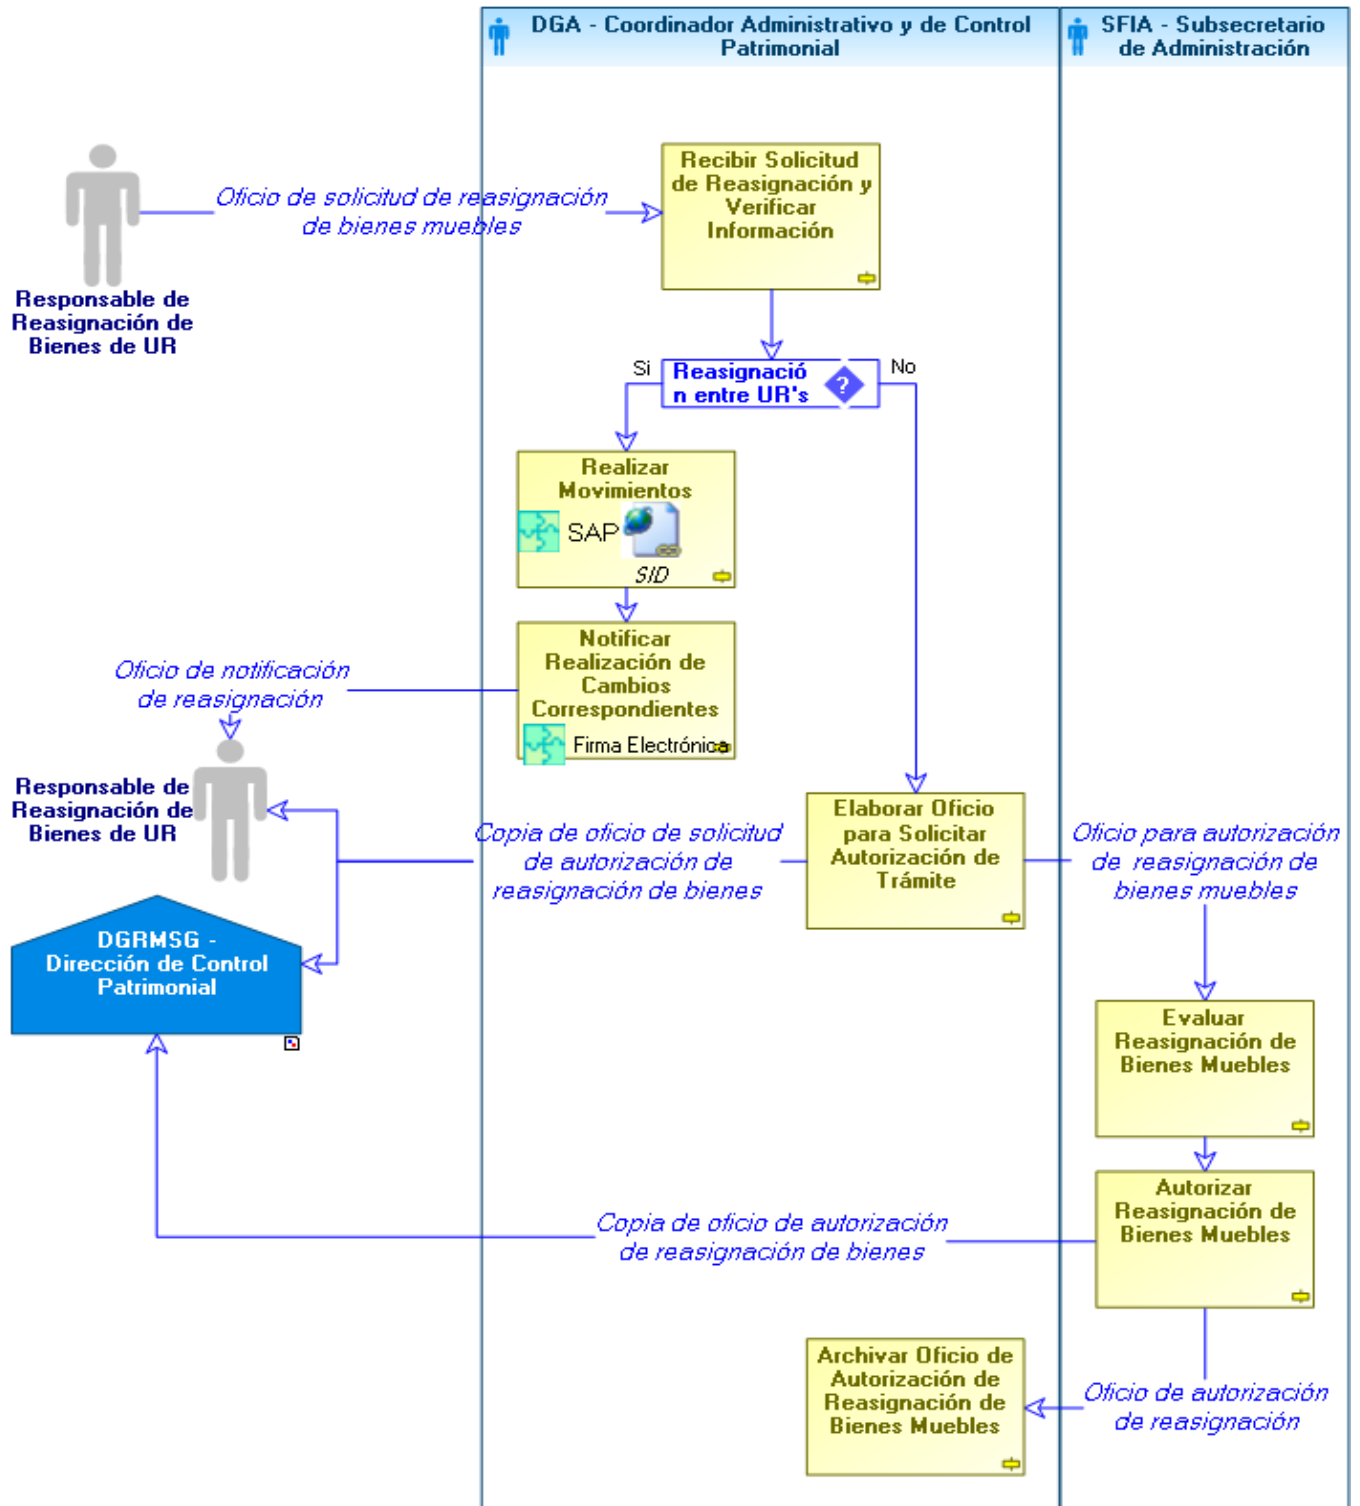 DGA - Coordinador Administrativo y de Control
Patrimonial
SFIA - Subsecretario
de Administración
Recibir Solicitud
de Reasignación y
Verificar
Información
Oficio de solicitud de reasignación
de bienes muebles
Responsable de
Reasignación de
Bienes de UR
Si
Reasignació
n entre UR's
?
No
Realizar
Movimientos
SAP
SID
Notificar
Realización de
Cambios
Correspondientes
Firma Electrónica
Oficio de notificación
de reasignación
Responsable de
Reasignación de
Bienes de UR
Copia de oficio de solicitud
de autorización de
reasignación de bienes
Elaborar Oficio
para Solicitar
Autorización de
Trámite
Oficio para autorización
de reasignación de
bienes muebles
DGRMSG -
Dirección de Control
Patrimonial
Evaluar
Reasignación de
Bienes Muebles
Autorizar
Reasignación de
Bienes Muebles
Copia de oficio de autorización
de reasignación de bienes
Archivar Oficio de
Autorización de
Reasignación de
Bienes Muebles
Oficio de autorización
de reasignación